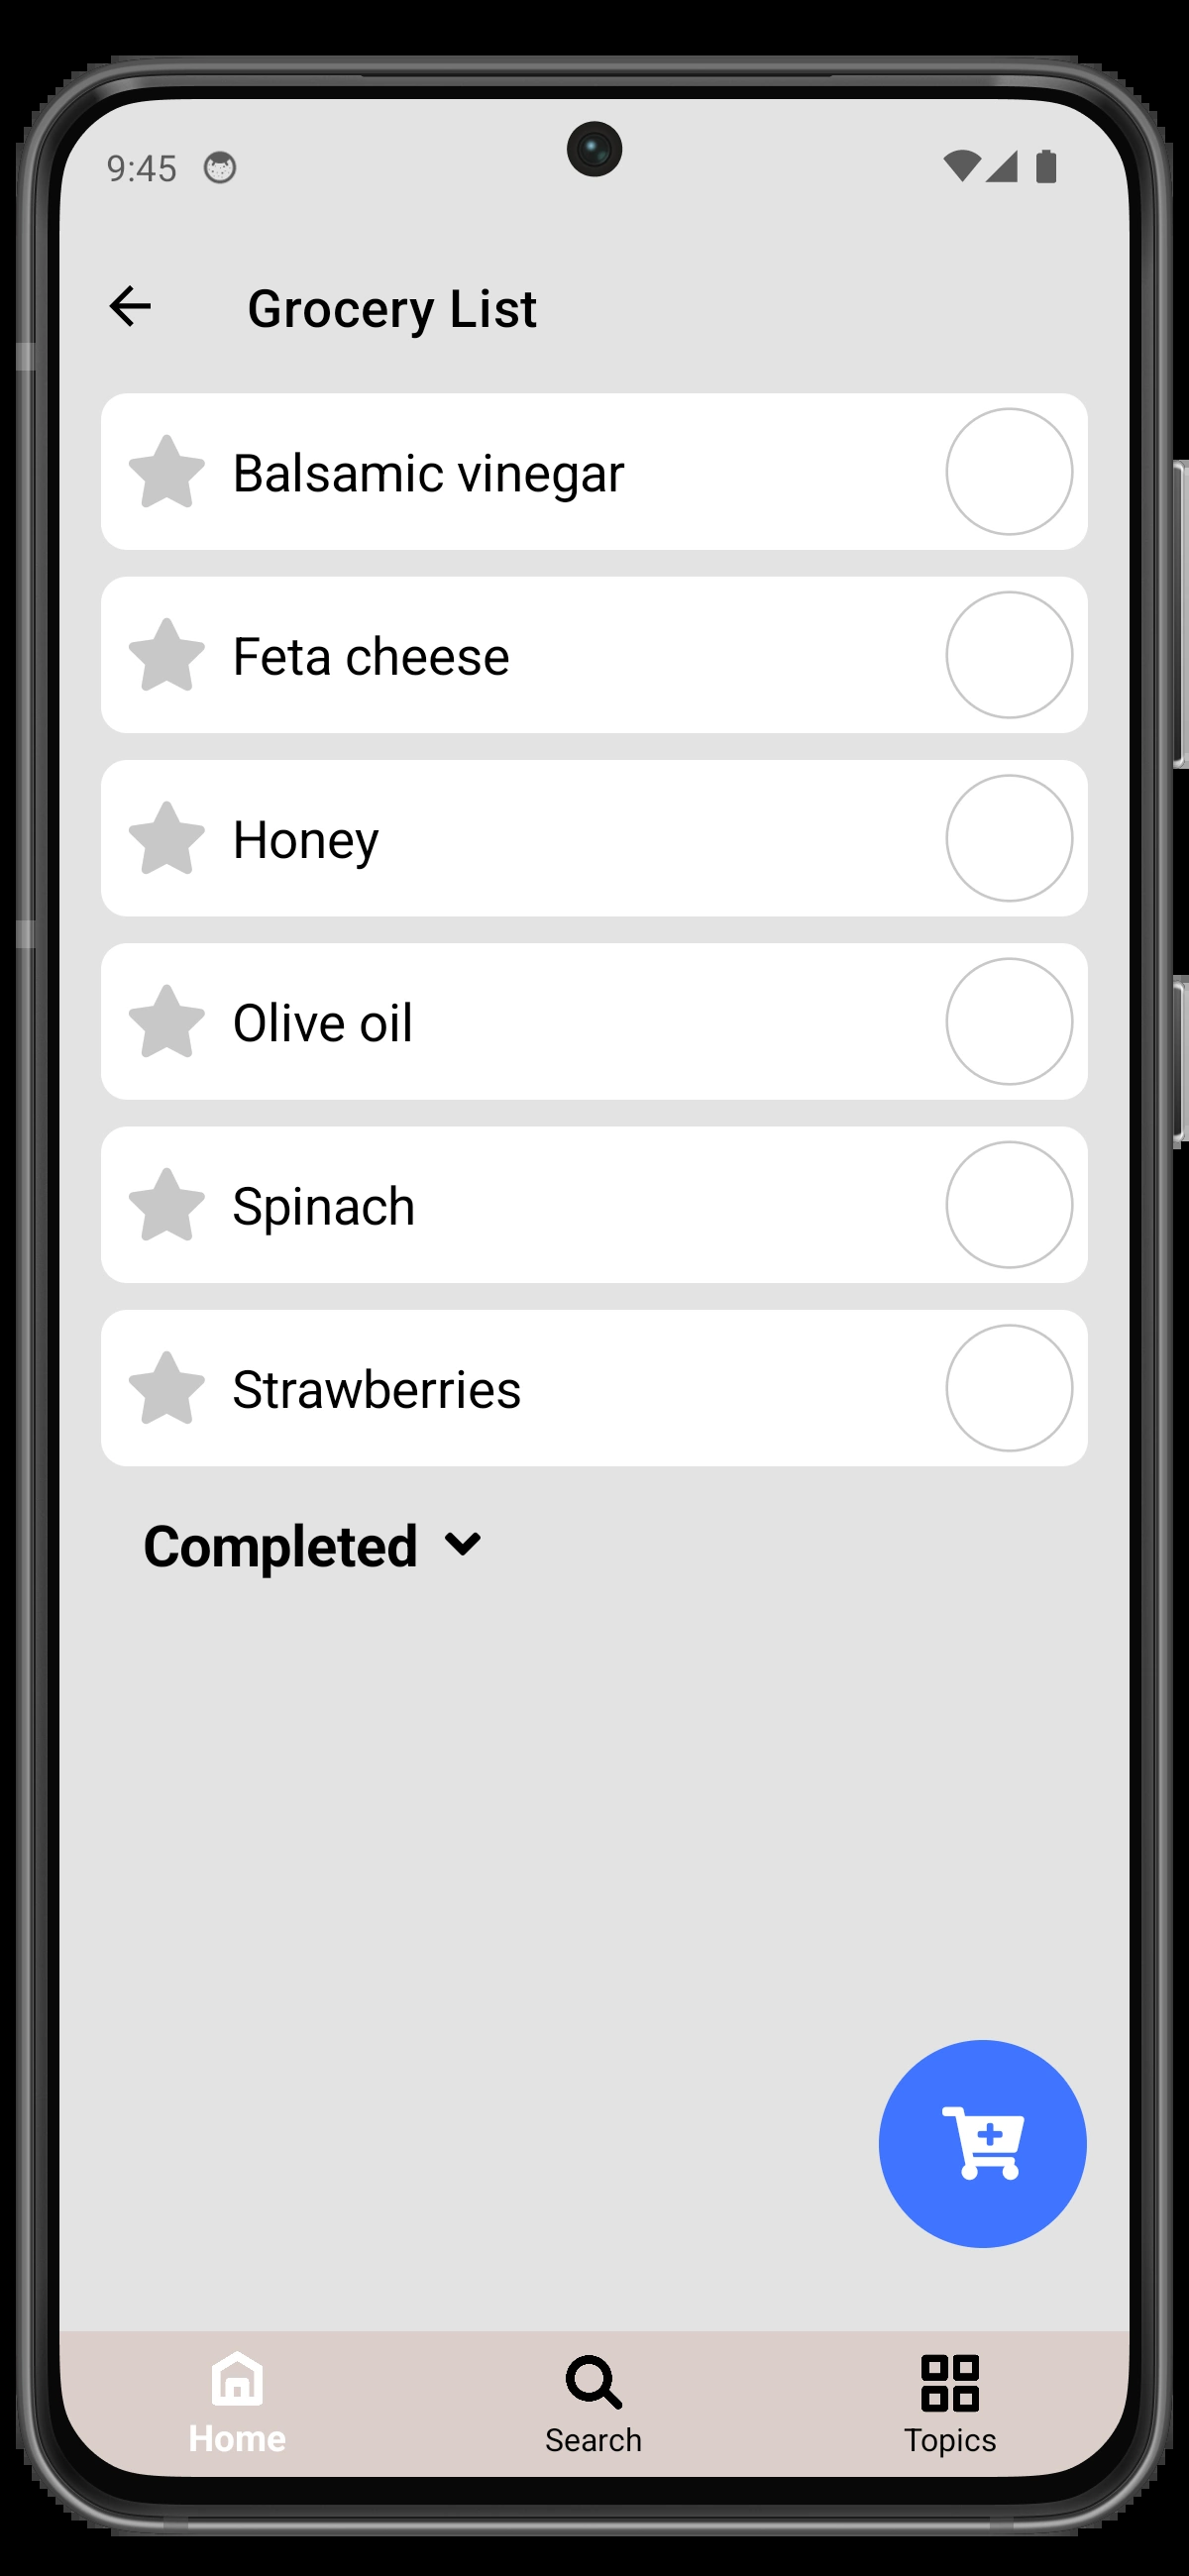 9:45
Grocery List
Balsamic vinegar
Feta cheese
Honey
Olive oil
Spinach
Strawberries
Completed
Home
Search
Topics